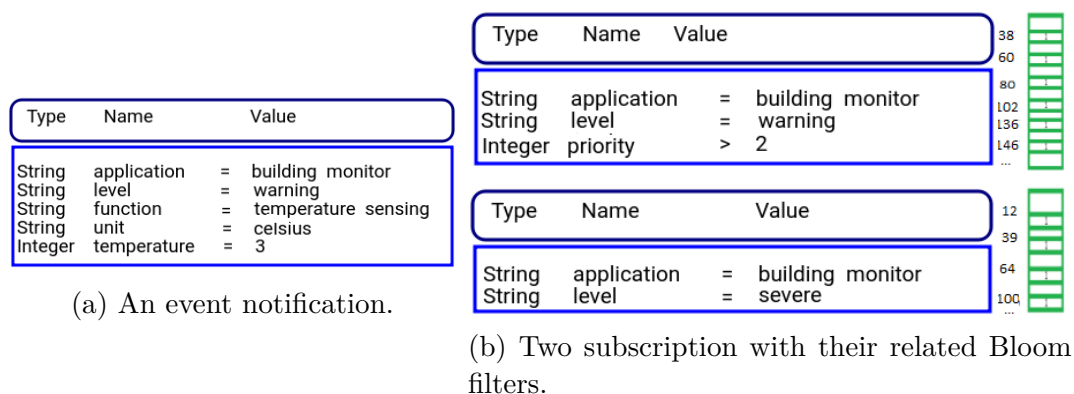 Type Name Value
String application = building monitor
String level = warning
String function = temperature sensing
String unit = celsius
Integer temperature = 3
(a) An event notification.
Type Name Value
String application = building monitor
String level = warning
Integer priority > 2
38
60
80
102
136
146
...
Type Name Value
String application = building monitor
String level = severe
12
39
64
100
...
(b) Two subscription with their related Bloom
filters.